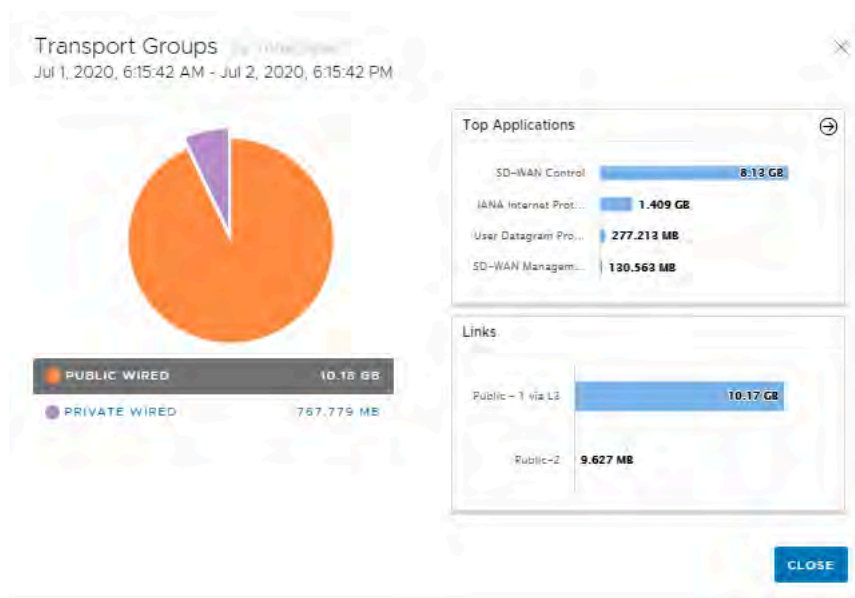 Transport Groups
Jul 1, 2020, 6:15:42 AM - Jul 2, 2020, 6:15:42 PM
PUBLIC WIRED 10.18 GB
PRIVATE WIRED 767.779 MB
Top Applications
SD-WAN Control 8.13 GB
IANA Internet Prot... 1.409 GB
User Datagram Pro... 277.213 MB
SD-WAN Managem... 130.563 MB
Links
Public - 1 via L3 10.17 GB
Public-2 9.627 MB
CLOSE